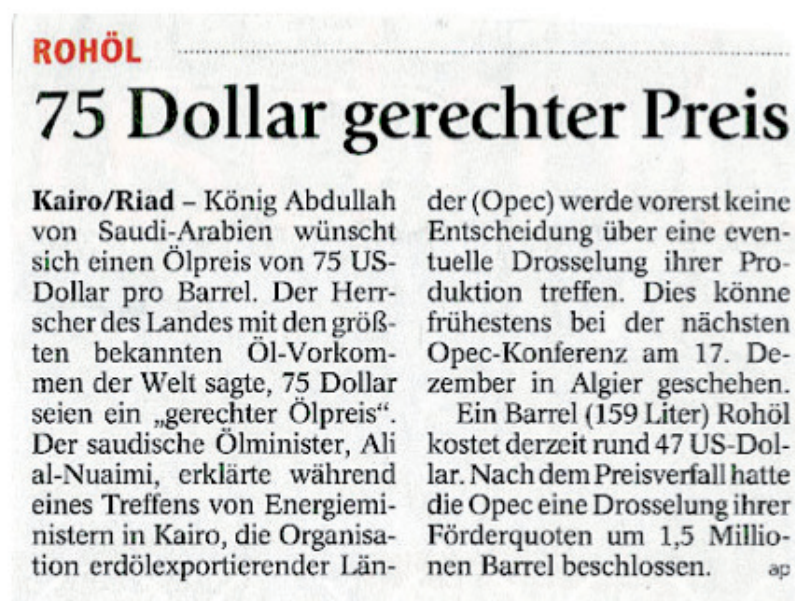 ROHÖL
75 Dollar gerechter Preis
Kairo/Riad – König Abdullah
von Saudi-Arabien wünscht
sich einen Ölpreis von 75 US-
Dollar pro Barrel. Der Herr-
scher des Landes mit den größ-
ten bekannten Öl-Vorkom-
men der Welt sagte, 75 Dollar
seien ein „gerechter Ölpreis“.
Der saudische Ölminister, Ali
al-Nuaimi, erklärte während
eines Treffens von Energiemi-
nistern in Kairo, die Organisa-
tion erdölexportierender Län-
der (Opec) werde vorerst keine
Entscheidung über eine even-
tuelle Drosselung ihrer Pro-
duktion treffen. Dies könne
frühestens bei der nächsten
Opec-Konferenz am 17. De-
zember in Algier geschehen.
Ein Barrel (159 Liter) Rohöl
kostet derzeit rund 47 US-Dol-
lar. Nach dem Preisverfall hatte
die Opec eine Drosselung ihrer
Förderquoten um 1,5 Millio-
nen Barrel beschlossen. ap